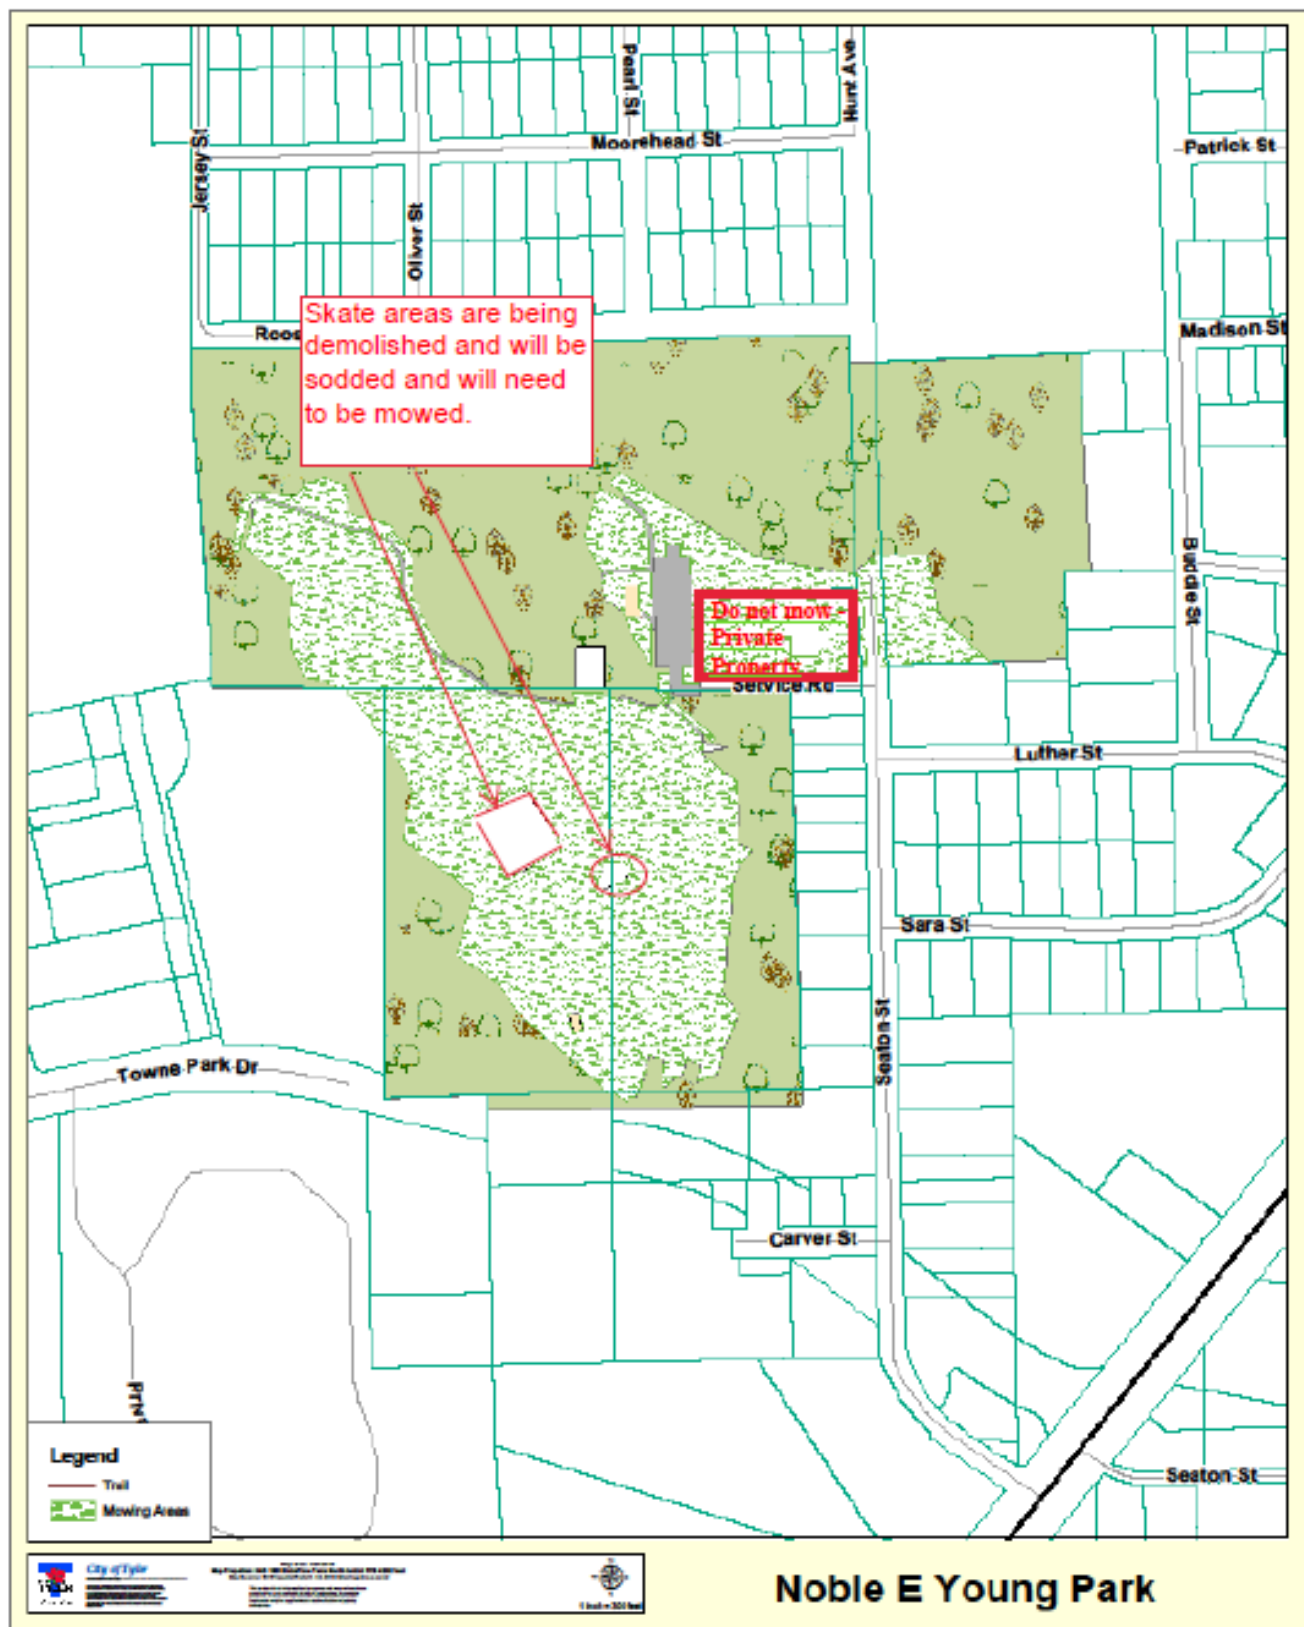 Pearl St
Hunt Ave
Moorehead St
Patrick St
Jersey St
Oliver St
Skate areas are being
demolished and will be
sodded and will need
to be mowed.
Roos
Madison St
Do not mow -
Private
Property
Service Rd
Buddie St
Luther St
Sara St
Seaton St
Towne Park Dr
Carver St
Priv
Legend
Trail
Mowing Areas
Seaton St
City of Tyler
TYLER
Noble E Young Park